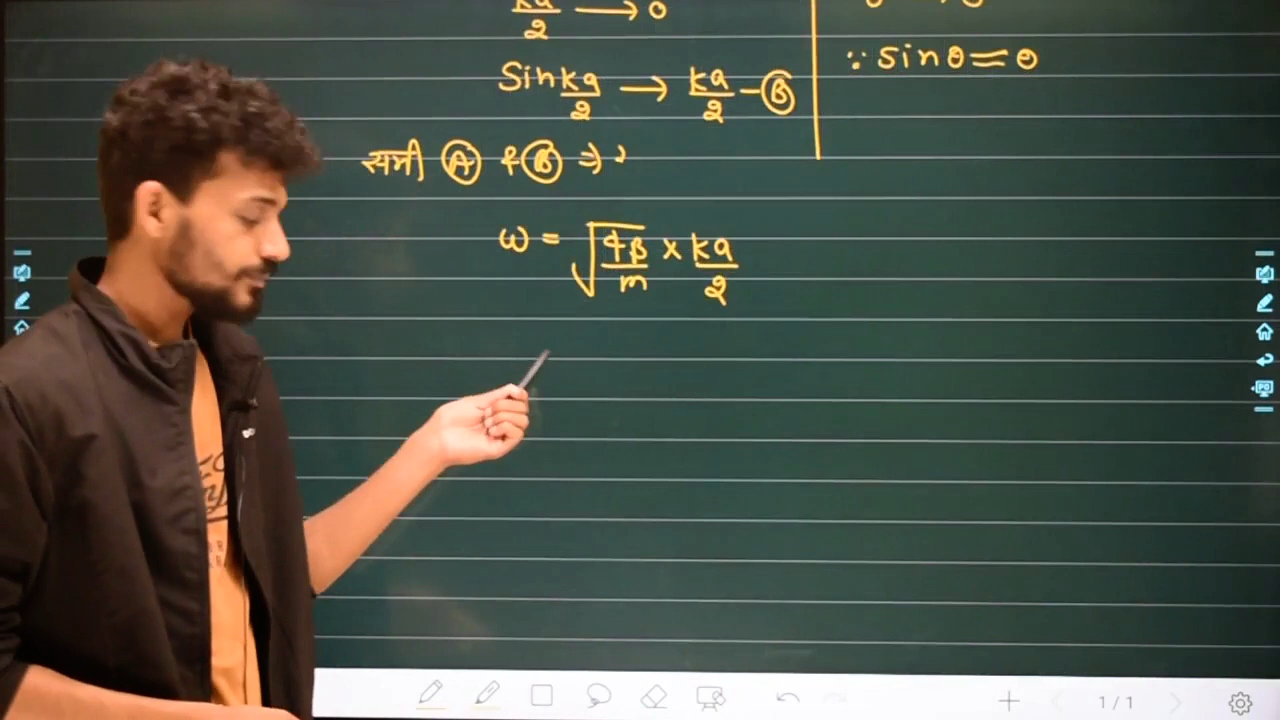 ka/2 → 0
∵ sinθ = θ
Sin ka/2 → ka/2 – Ⓑ
समी Ⓐ & Ⓑ ⇒
ω = √(4β/m) × ka/2
1 / 1